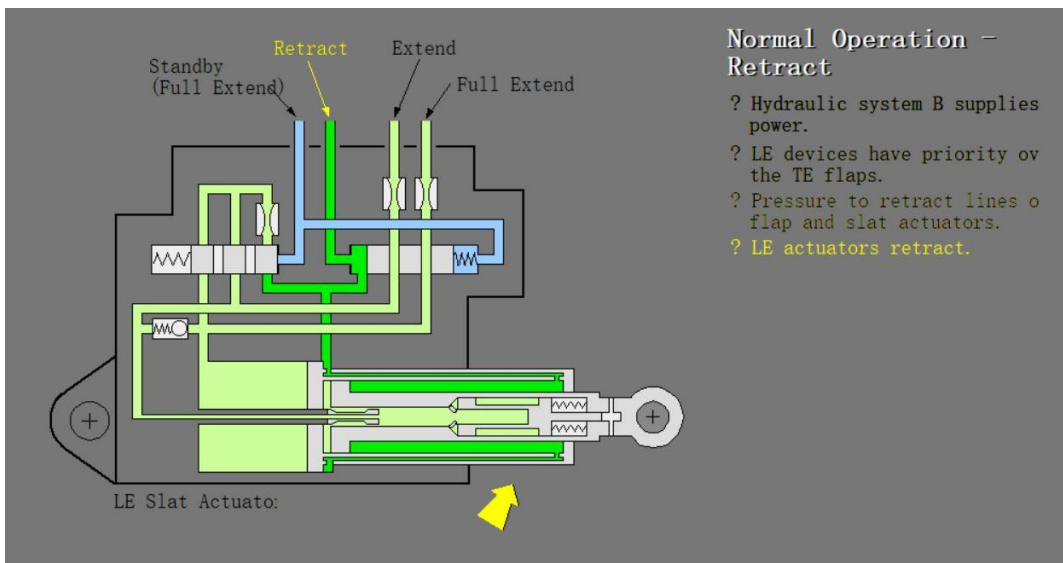 Normal Operation -
Retract
Retract
Extend
Standby
(Full Extend)
Full Extend
? Hydraulic system B supplies
power.
? LE devices have priority ov
the TE flaps.
? Pressure to retract lines o
flap and slat actuators.
? LE actuators retract.
LE Slat Actuato: